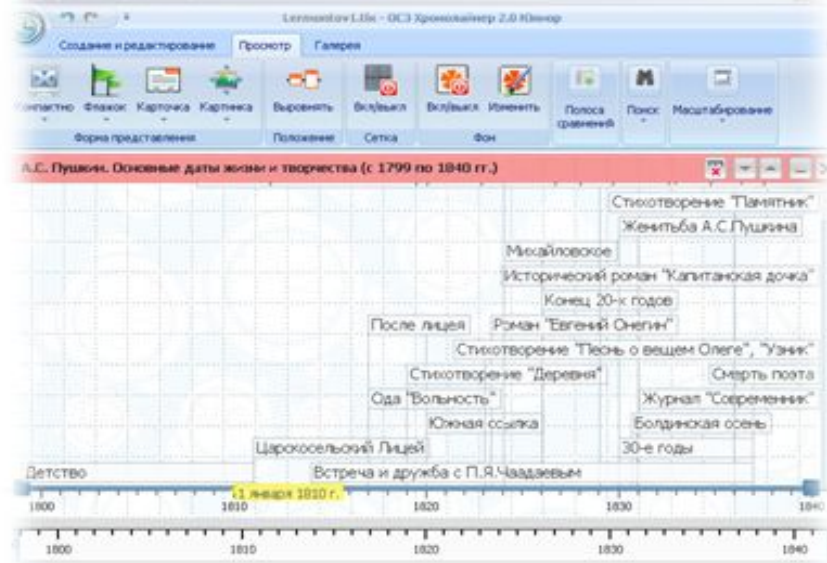 Lermontov1.tlx - ОСЗ Хронолайнер 2.0 Юниор
Создание и редактирование Просмотр Галерея
Компактно Флажок Карточка Картинка Выровнять Вкл/выкл Вкл/выкл Изменить Полоса сравнений Поиск Масштабирование
Форма представления Положение Сетка Фон
А.С. Пушкин. Основные даты жизни и творчества (с 1799 по 1840 гг.)
Стихотворение "Памятник"
Женитьба А.С.Пушкина
Михайловское
Исторический роман "Капитанская дочка"
Конец 20-х годов
После лицея Роман "Евгений Онегин"
Стихотворение "Песнь о вещем Олеге", "Узник"
Стихотворение "Деревня" Смерть поэта
Ода "Вольность" Журнал "Современник"
Южная ссылка Болдинская осень
Царскосельский Лицей 30-е годы
Детство Встреча и дружба с П.Я.Чаадаевым
1 января 1810 г.
1800 1810 1820 1830 1840
1800 1810 1820 1830 1840